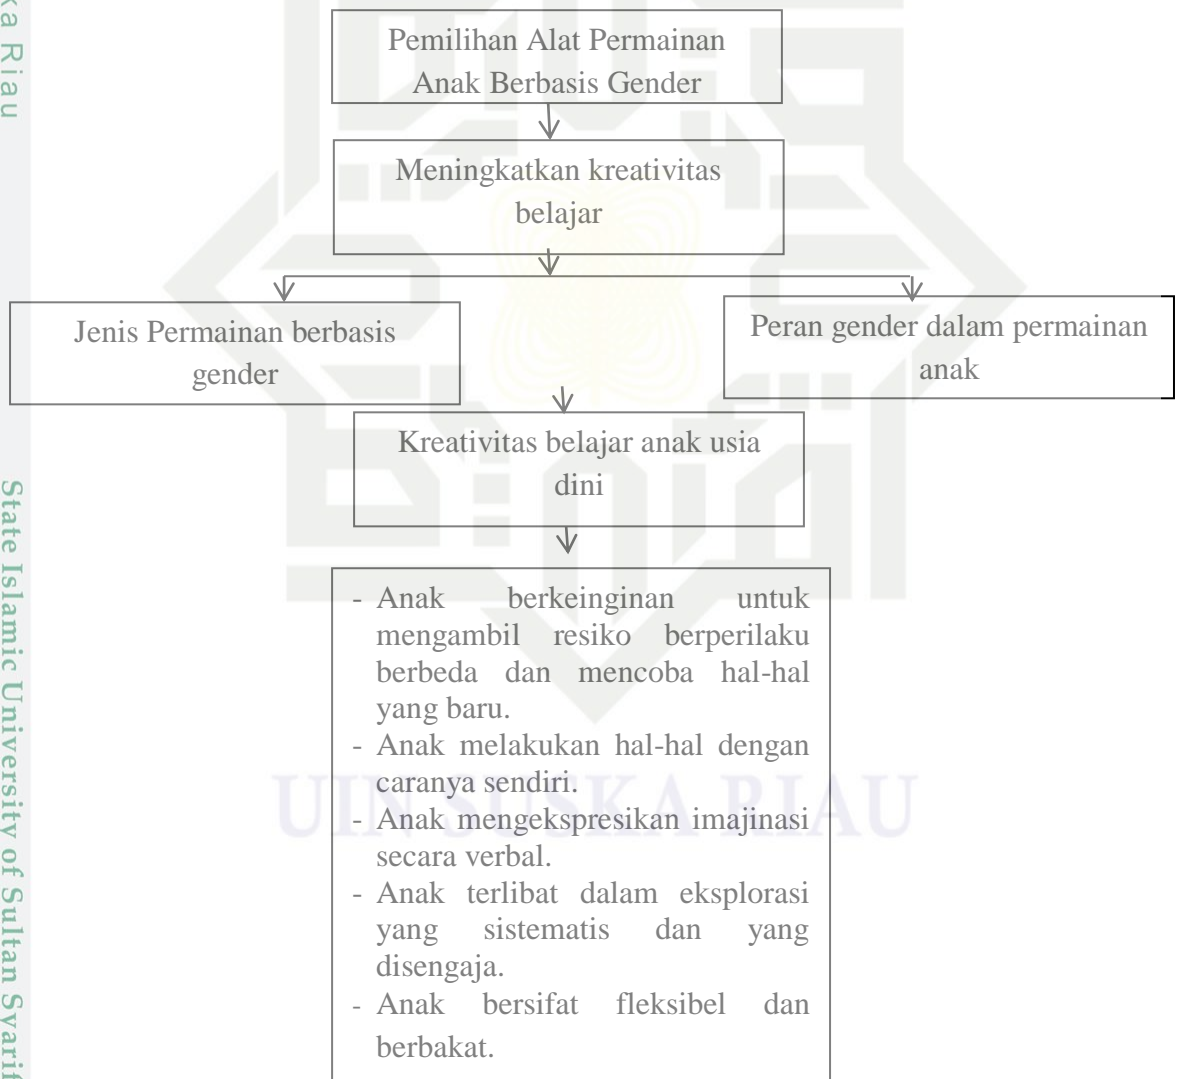 Pemilihan Alat Permainan
Anak Berbasis Gender
Meningkatkan kreativitas
belajar
Jenis Permainan berbasis
gender
Peran gender dalam permainan
anak
Kreativitas belajar anak usia
dini
- Anak berkeinginan untuk
mengambil resiko berperilaku
berbeda dan mencoba hal-hal
yang baru.
- Anak melakukan hal-hal dengan
caranya sendiri.
- Anak mengekspresikan imajinasi
secara verbal.
- Anak terlibat dalam eksplorasi
yang sistematis dan yang
disengaja.
- Anak bersifat fleksibel dan
berbakat.
UIN SUSKA RIAU
Riau
State Islamic University of Sultan Syarif